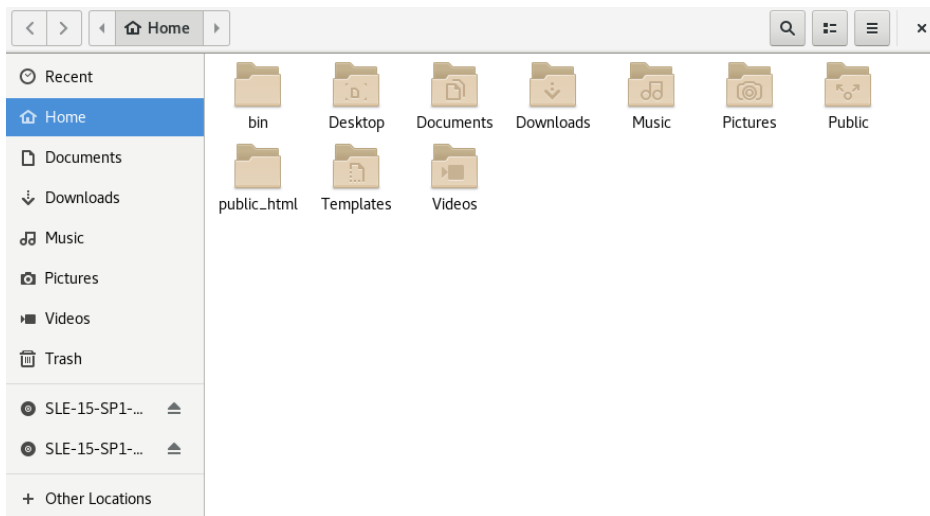 Home
Recent
Home
Documents
Downloads
Music
Pictures
Videos
Trash
SLE-15-SP1-...
SLE-15-SP1-...
Other Locations
bin
Desktop
Documents
Downloads
Music
Pictures
Public
public_html
Templates
Videos